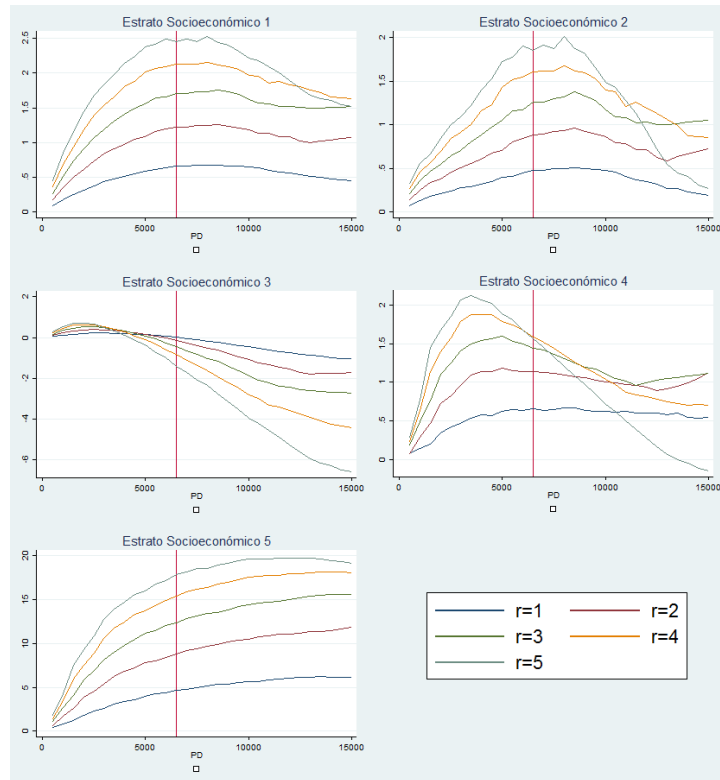 Estrato Socioeconómico 1
0 .5 1 1.5 2 2.5
0 5000 10000 15000
PD
Estrato Socioeconómico 2
0 .5 1 1.5 2
0 5000 10000 15000
PD
Estrato Socioeconómico 3
-6 -4 -2 0 2
0 5000 10000 15000
PD
Estrato Socioeconómico 4
0 .5 1 1.5 2
0 5000 10000 15000
PD
Estrato Socioeconómico 5
0 5 10 15 20
0 5000 10000 15000
PD
r=1 r=2
r=3 r=4
r=5